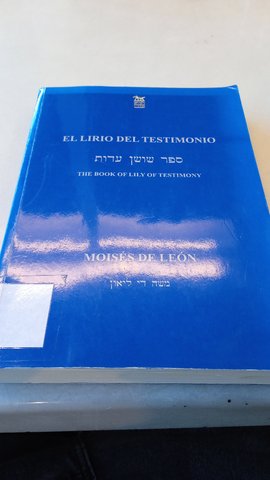 EL LIRIO DEL TESTIMONIO
ספר שושן עדות
THE BOOK OF LILY OF TESTIMONY
MOISÉS DE LEÓN
משה די ליאון